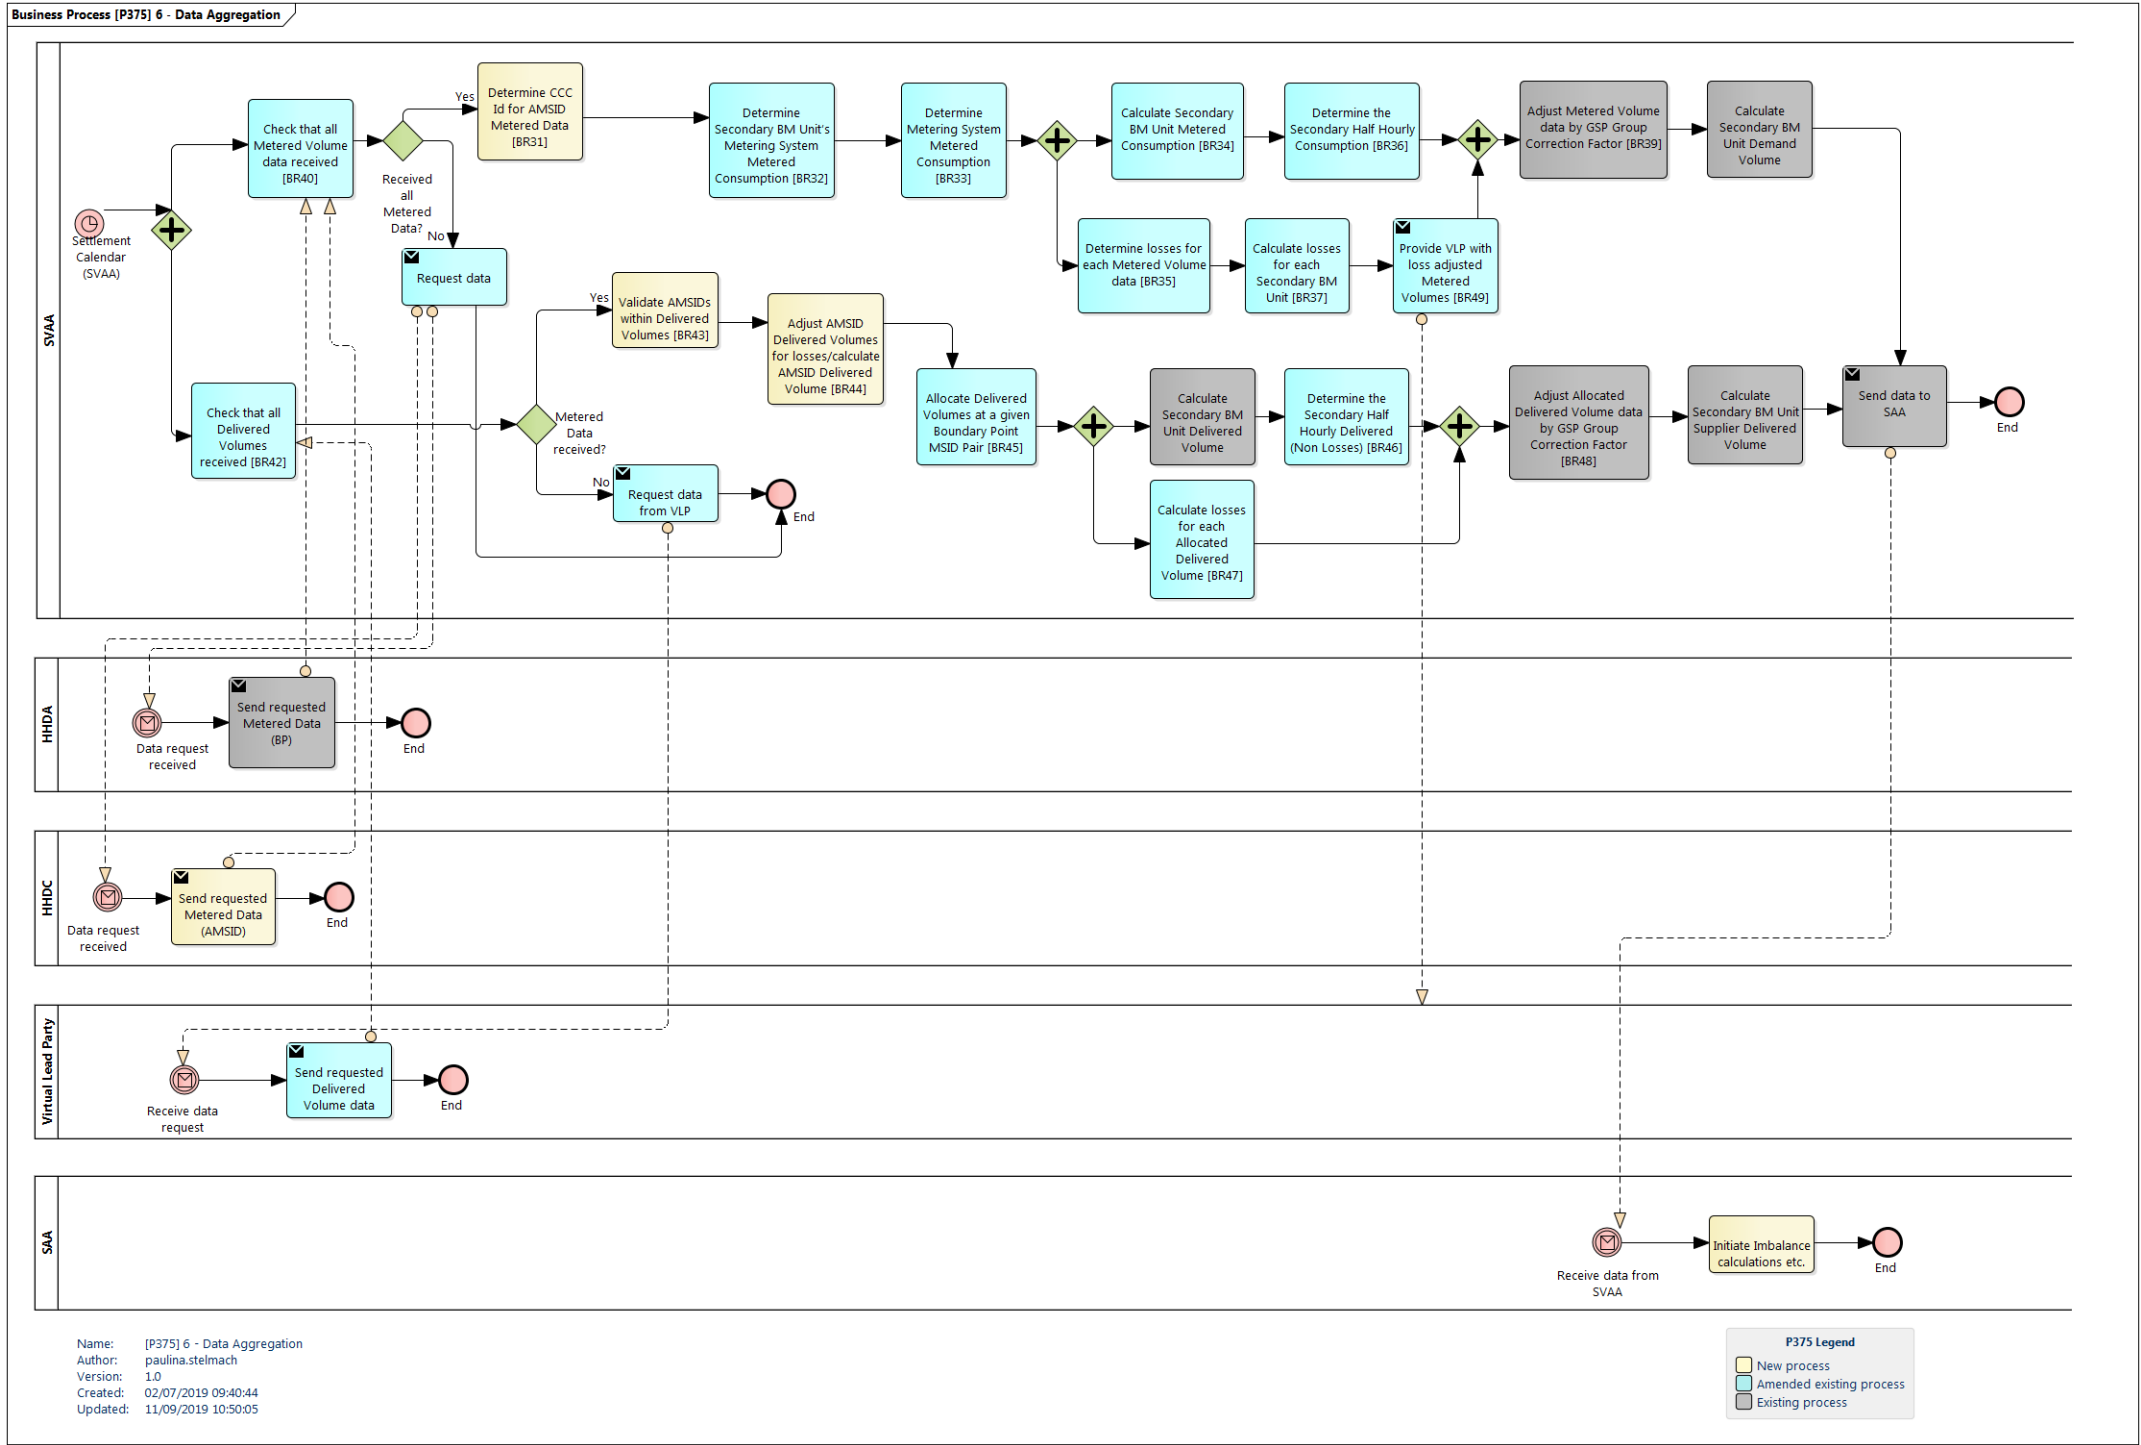 Business Process [P375] 6 - Data Aggregation
SVAA
Settlement
Calendar
(SVAA)
Check that all
Metered Volume
data received
[BR40]
Received
all
Metered
Data?
Yes
No
Determine CCC
Id for AMSID
Metered Data
[BR31]
Determine
Secondary BM Unit's
Metering System
Metered
Consumption [BR32]
Determine
Metering System
Metered
Consumption
[BR33]
Calculate Secondary
BM Unit Metered
Consumption [BR34]
Determine the
Secondary Half Hourly
Consumption [BR36]
Adjust Metered Volume
data by GSP Group
Correction Factor [BR39]
Calculate
Secondary BM
Unit Demand
Volume
Request data
Determine losses for
each Metered Volume
data [BR35]
Calculate losses
for each
Secondary BM
Unit [BR37]
Provide VLP with
loss adjusted
Metered
Volumes [BR49]
Check that all
Delivered
Volumes
received [BR42]
Metered
Data
received?
Yes
No
Validate AMSIDs
within Delivered
Volumes [BR43]
Adjust AMSID
Delivered Volumes
for losses/calculate
AMSID Delivered
Volume [BR44]
Allocate Delivered
Volumes at a given
Boundary Point
MSID Pair [BR45]
Calculate
Secondary BM
Unit Delivered
Volume
Determine the
Secondary Half
Hourly Delivered
(Non Losses) [BR46]
Adjust Allocated
Delivered Volume data
by GSP Group
Correction Factor
[BR48]
Calculate
Secondary BM Unit
Supplier Delivered
Volume
Send data to
SAA
End
Request data
from VLP
End
Calculate losses
for each
Allocated
Delivered
Volume [BR47]
HHDA
Data request
received
Send requested
Metered Data
(BP)
End
HHDC
Data request
received
Send requested
Metered Data
(AMSID)
End
Virtual Lead Party
Receive data
request
Send requested
Delivered
Volume data
End
SAA
Receive data from
SVAA
Initiate Imbalance
calculations etc.
End
Name: [P375] 6 - Data Aggregation
Author: paulina.stelmach
Version: 1.0
Created: 02/07/2019 09:40:44
Updated: 11/09/2019 10:50:05
P375 Legend
New process
Amended existing process
Existing process